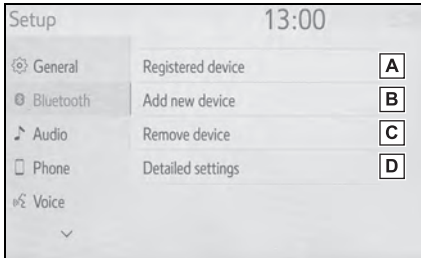 Setup 13:00
General
Registered device A
Bluetooth
Add new device B
Audio
Remove device C
Phone
Detailed settings D
Voice